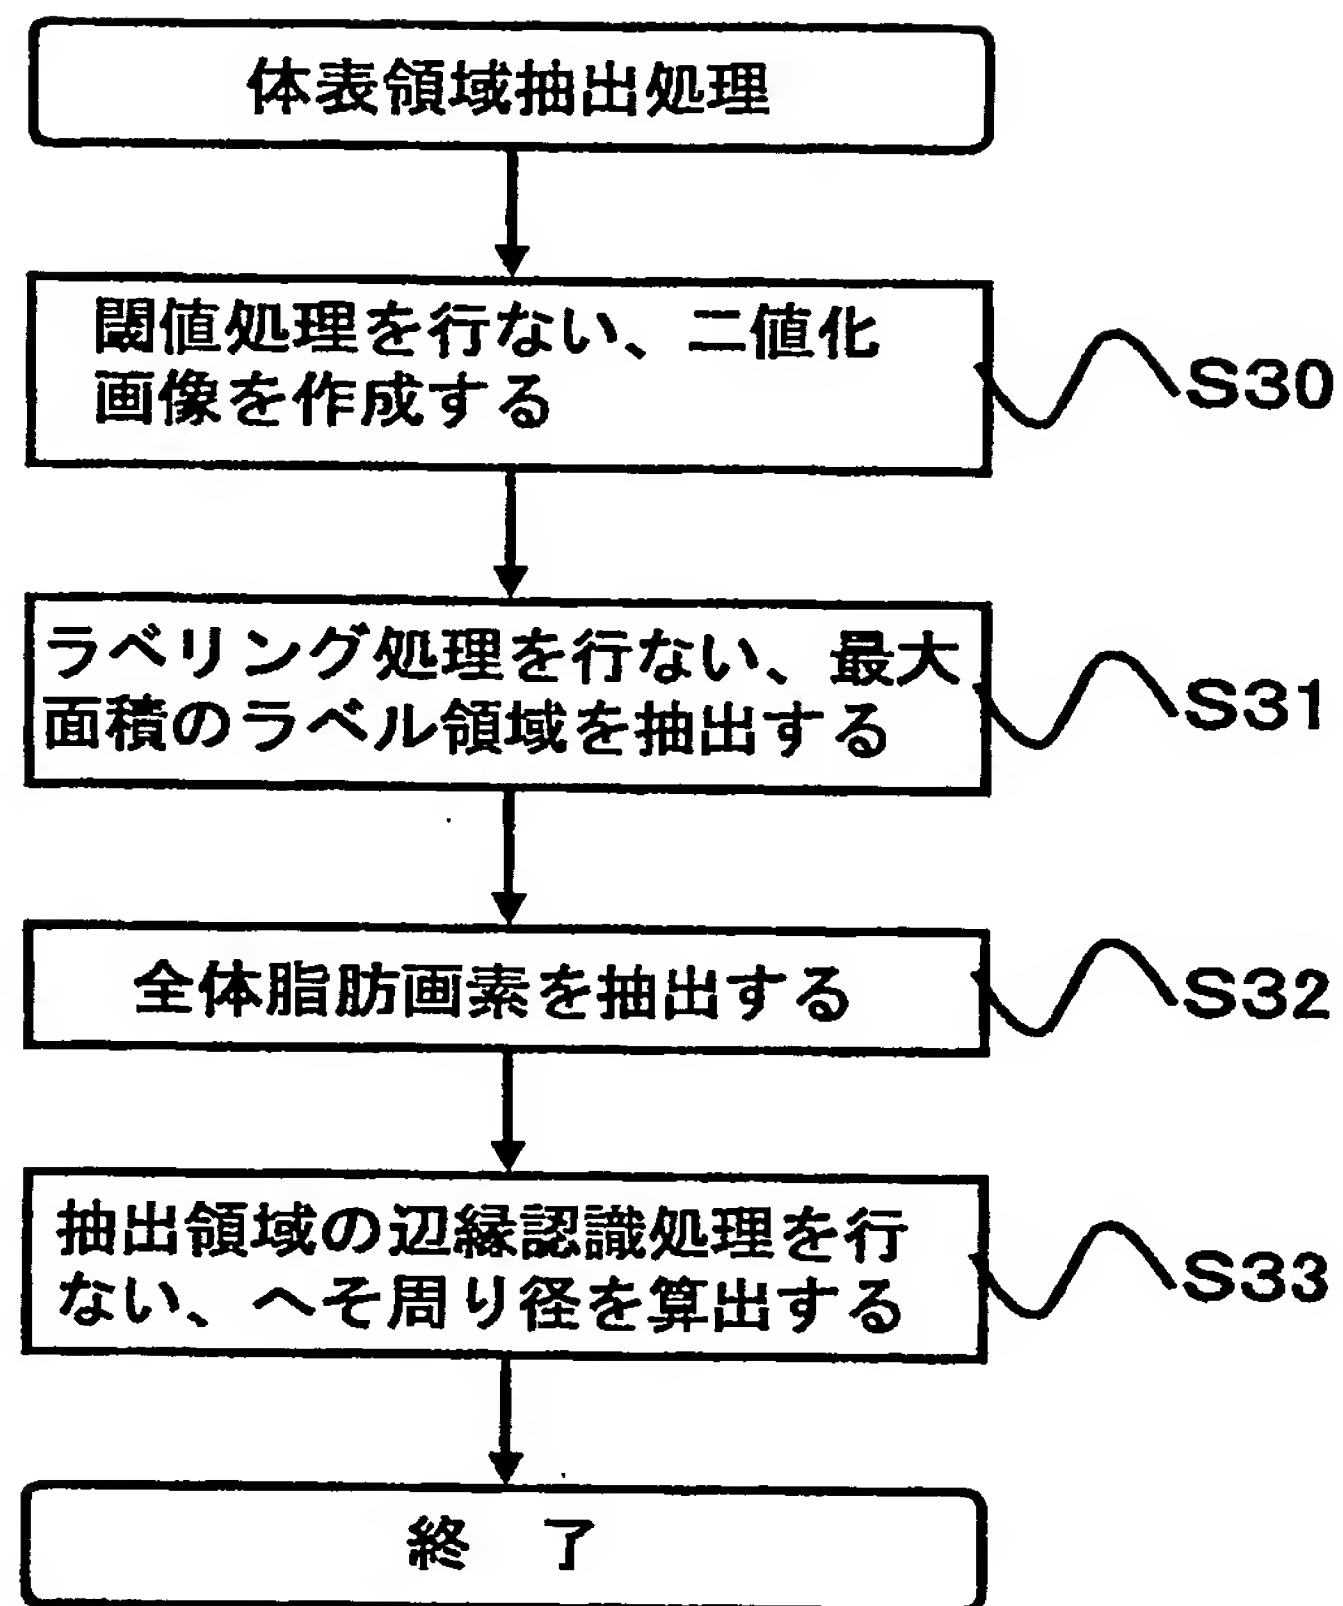 体表領域抽出処理
閾値処理を行ない、二値化
画像を作成する
S30
ラベリング処理を行ない、最大
面積のラベル領域を抽出する
S31
全体脂肪画素を抽出する
S32
抽出領域の辺縁認識処理を行
ない、へそ周り径を算出する
S33
終 了